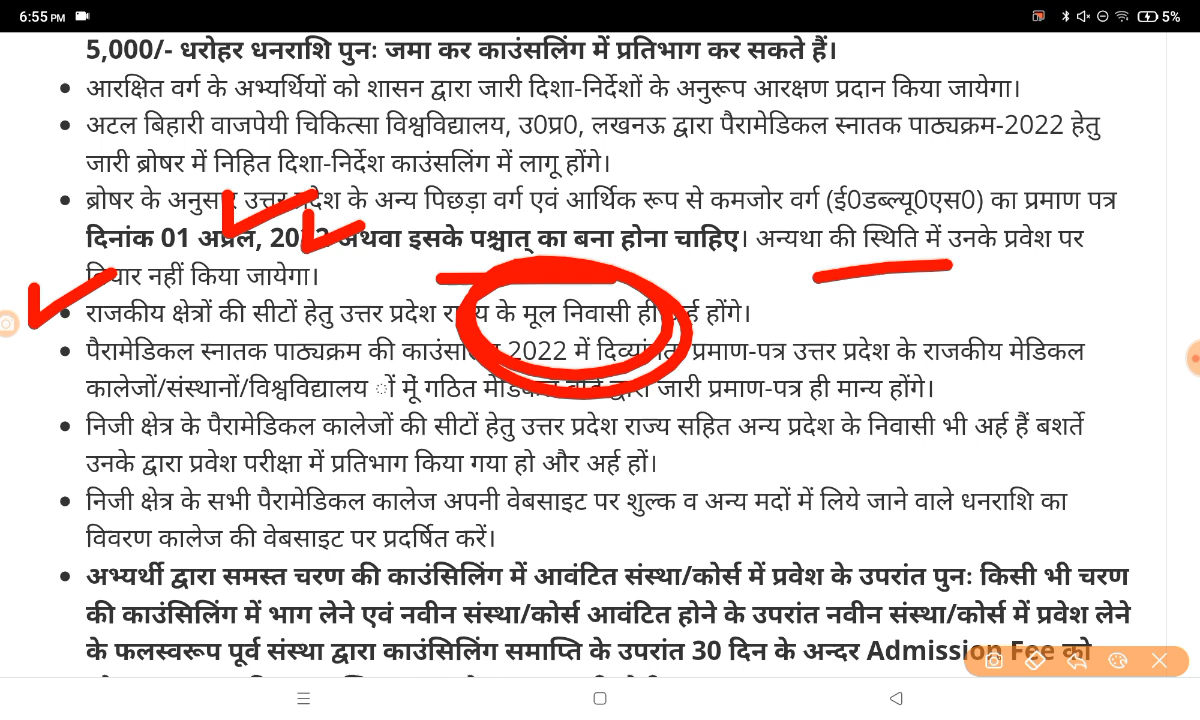 6:55 PM
5%
5,000/- धरोहर धनराशि पुनः जमा कर काउंसलिंग में प्रतिभाग कर सकते हैं।
• आरक्षित वर्ग के अभ्यर्थियों को शासन द्वारा जारी दिशा-निर्देशों के अनुरूप आरक्षण प्रदान किया जायेगा।
• अटल बिहारी वाजपेयी चिकित्सा विश्वविद्यालय, उ0प्र0, लखनऊ द्वारा पैरामेडिकल स्नातक पाठ्यक्रम-2022 हेतु
जारी ब्रोषर में निहित दिशा-निर्देश काउंसलिंग में लागू होंगे।
• ब्रोषर के अनुसार उत्तर प्रदेश के अन्य पिछड़ा वर्ग एवं आर्थिक रूप से कमजोर वर्ग (ई0डब्ल्यू0एस0) का प्रमाण पत्र
दिनांक 01 अप्रैल, 2022 अथवा इसके पश्चात् का बना होना चाहिए। अन्यथा की स्थिति में उनके प्रवेश पर
विचार नहीं किया जायेगा।
• राजकीय क्षेत्रों की सीटों हेतु उत्तर प्रदेश राज्य के मूल निवासी ही अर्ह होंगे।
• पैरामेडिकल स्नातक पाठ्यक्रम की काउंसलिंग 2022 में दिव्यांगता प्रमाण-पत्र उत्तर प्रदेश के राजकीय मेडिकल
कालेजों/संस्थानों/विश्वविद्यालय ों में गठित मेडिकल बोर्ड द्वारा जारी प्रमाण-पत्र ही मान्य होंगे।
• निजी क्षेत्र के पैरामेडिकल कालेजों की सीटों हेतु उत्तर प्रदेश राज्य सहित अन्य प्रदेश के निवासी भी अर्ह हैं बशर्ते
उनके द्वारा प्रवेश परीक्षा में प्रतिभाग किया गया हो और अर्ह हों।
• निजी क्षेत्र के सभी पैरामेडिकल कालेज अपनी वेबसाइट पर शुल्क व अन्य मदों में लिये जाने वाले धनराशि का
विवरण कालेज की वेबसाइट पर प्रदर्षित करें।
• अभ्यर्थी द्वारा समस्त चरण की काउंसिलिंग में आवंटित संस्था/कोर्स में प्रवेश के उपरांत पुनः किसी भी चरण
की काउंसिलिंग में भाग लेने एवं नवीन संस्था/कोर्स आवंटित होने के उपरांत नवीन संस्था/कोर्स में प्रवेश लेने
के फलस्वरूप पूर्व संस्था द्वारा काउंसिलिंग समाप्ति के उपरांत 30 दिन के अन्दर Admission Fee को